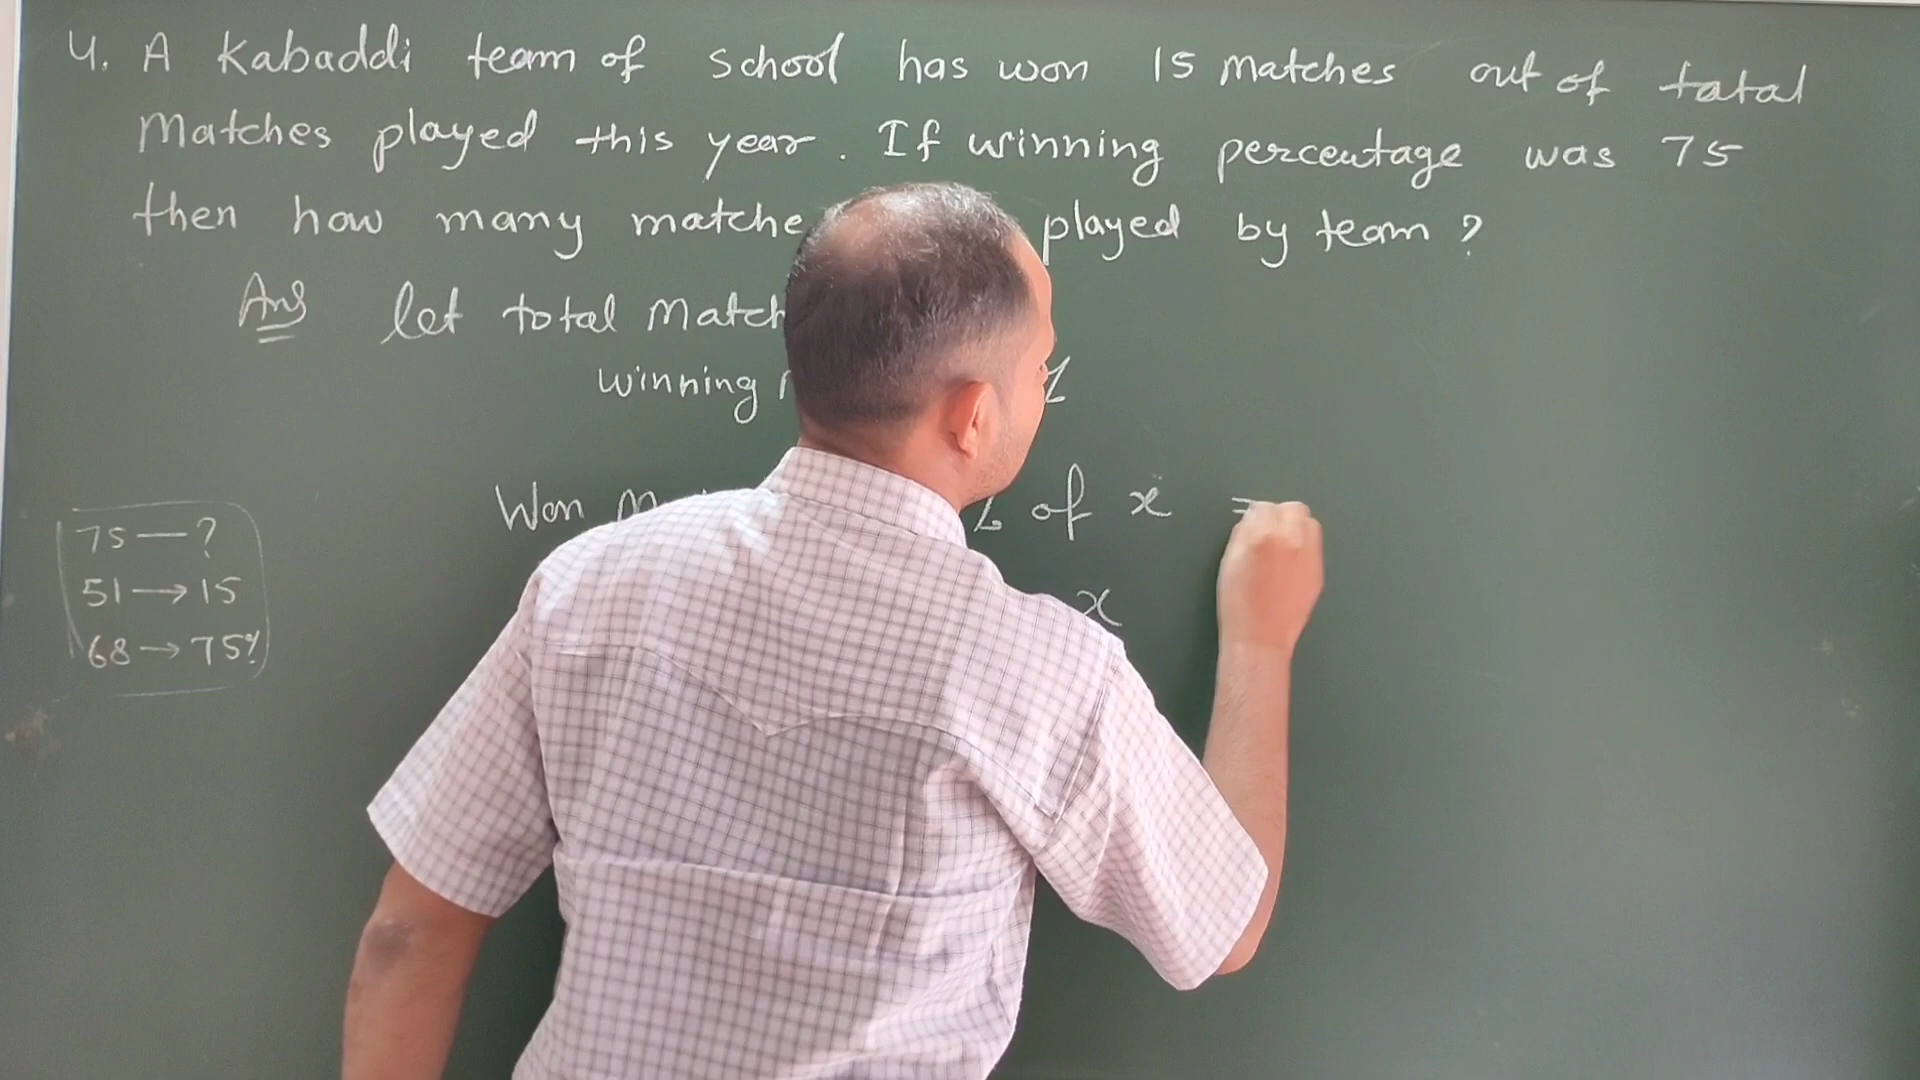 4. A Kabaddi team of school has won 15 matches out of tatal
Matches played this year. If winning percentage was 75
then how many matche played by team ?
Ans let total Match
winning
Won of x =
x
75 — ?
51 → 15
68 → 75%